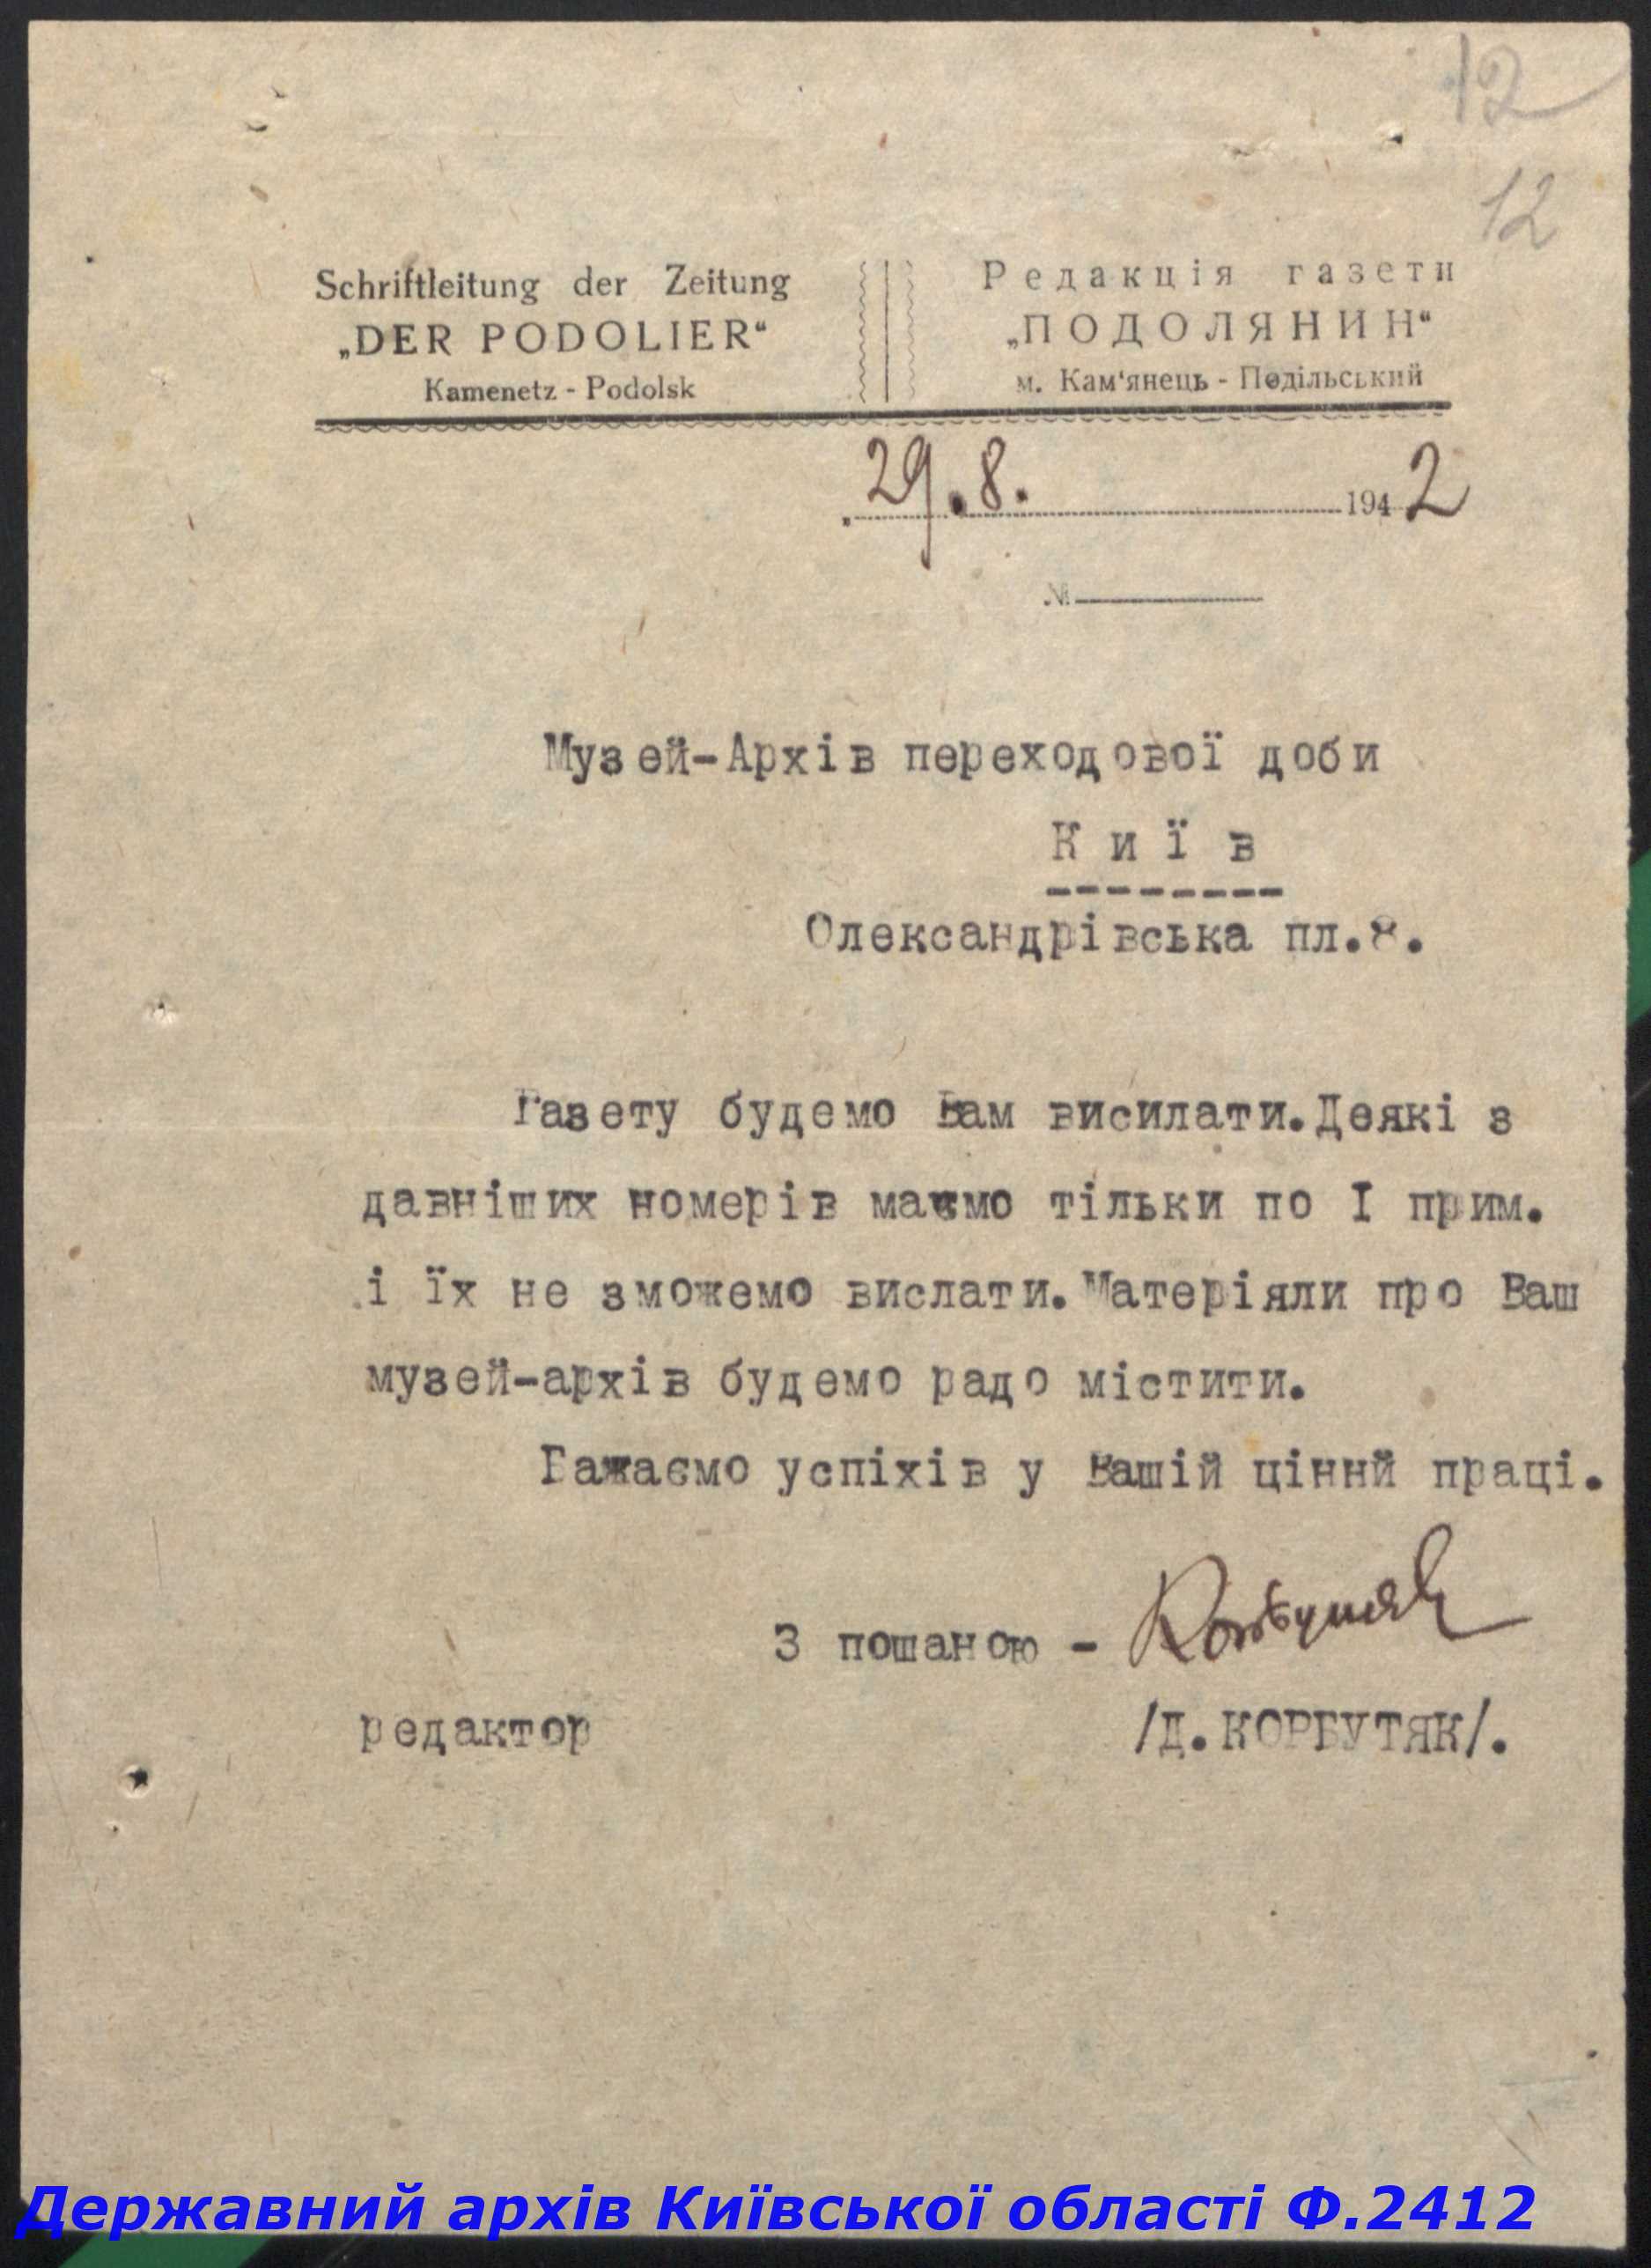 12
12
Schriftleitung der Zeitung
„DER PODOLIER“
Kamenetz - Podolsk
Редакція газети
„ПОДОЛЯНИН“
м. Кам‘янець - Подільський
29.8. 1942
№
Музей-Архів переходової доби
Київ
Олександрівська пл.8.
Газету будемо Вам висилати.Деякі з
давніших номерів маємо тільки по І прим.
і їх не зможемо вислати.Матеріяли про Ваш
музей-архів будемо радо містити.
Бажаємо успіхів у Вашій ціннй праці.
З пошаною - Корбутяк
редактор /Д.КОРБУТЯК/.
Державний архів Київської області Ф.2412